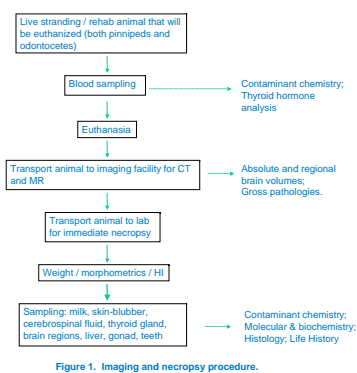 Live stranding / rehab animal that will
be euthanized (both pinnipeds and
odontocetes)
Blood sampling
Contaminant chemistry;
Thyroid hormone
analysis
Euthanasia
Transport animal to imaging facility for CT
and MR
Absolute and regional
brain volumes;
Gross pathologies.
Transport animal to lab
for immediate necropsy
Weight / morphometrics / HI
Sampling: milk, skin-blubber,
cerebrospinal fluid, thyroid gland,
brain regions, liver, gonad, teeth
Contaminant chemistry;
Molecular & biochemistry;
Histology; Life History
Figure 1. Imaging and necropsy procedure.